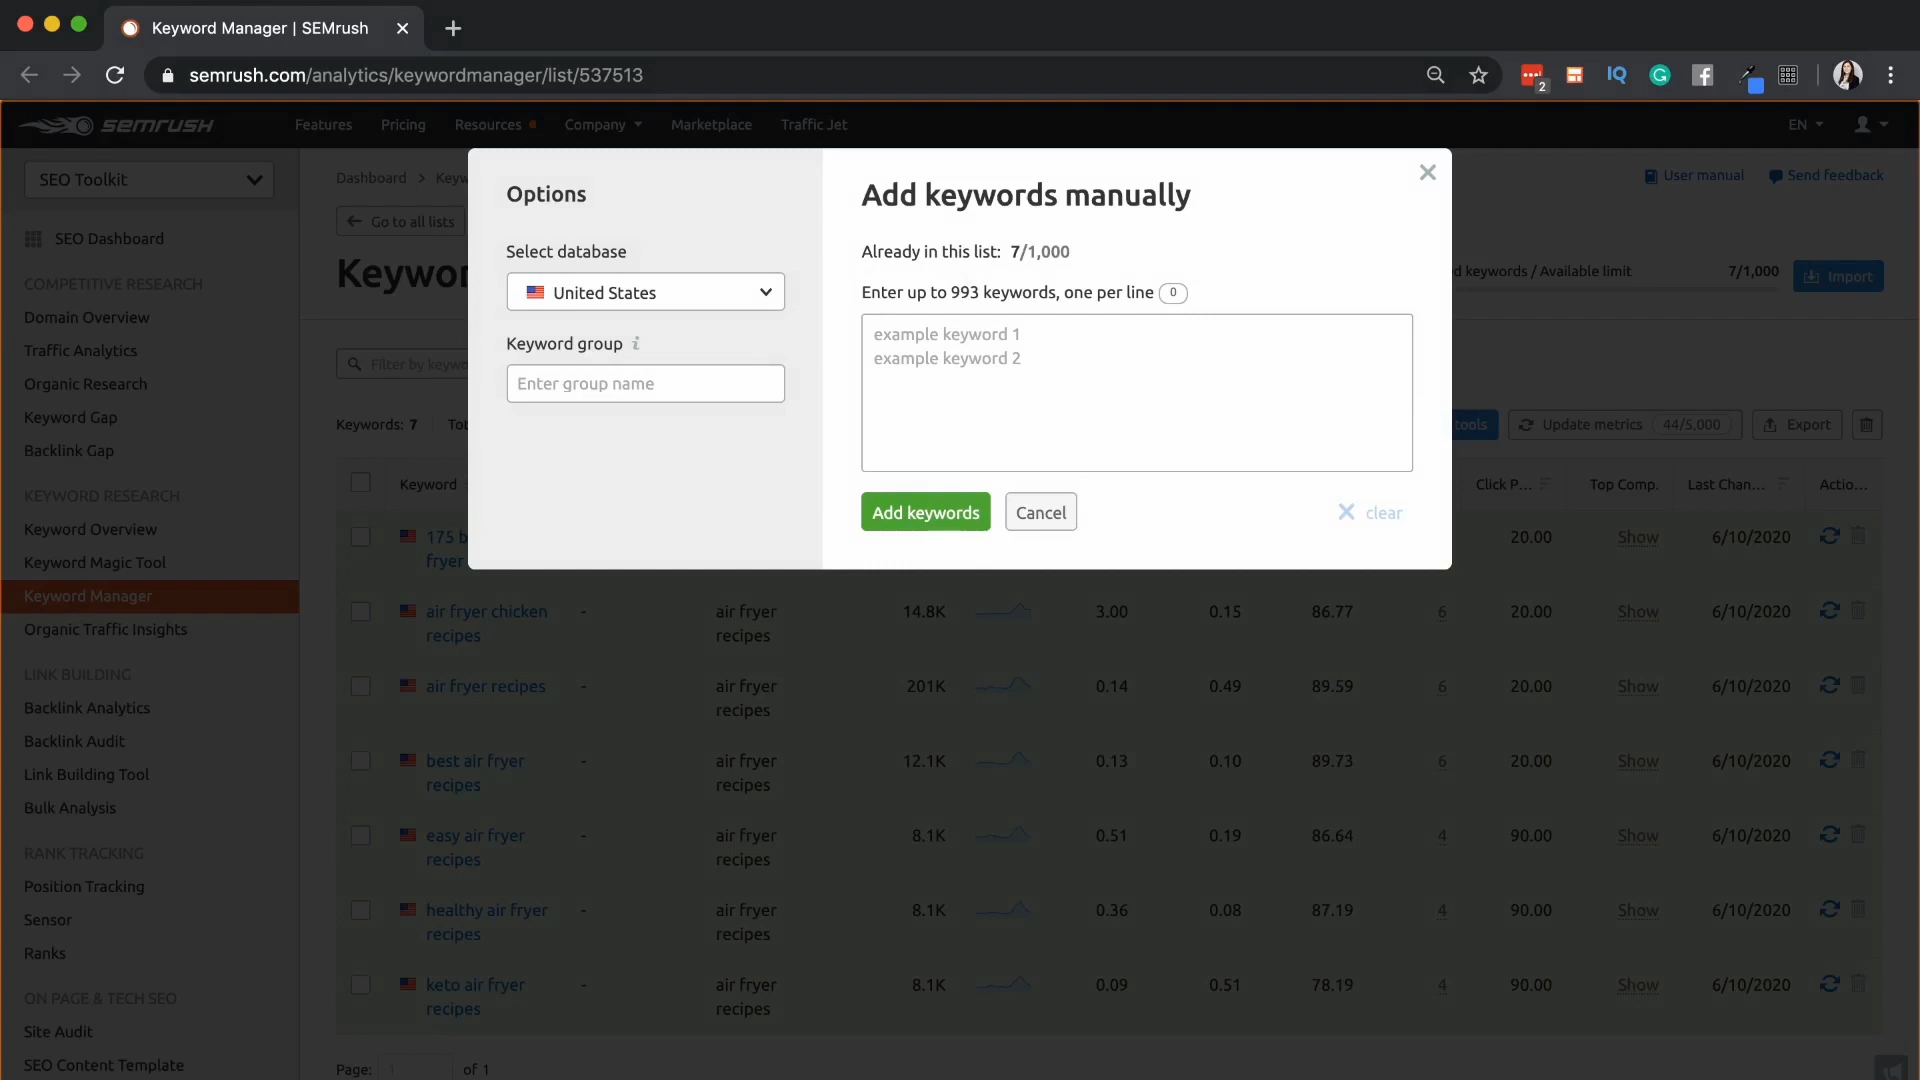 Keyword Manager | SEMrush
semrush.com/analytics/keywordmanager/list/537513
2
IQ
semrush
Features Pricing Resources Company Marketplace Traffic Jet EN
SEO Toolkit
SEO Dashboard
COMPETITIVE RESEARCH
Domain Overview
Traffic Analytics
Organic Research
Keyword Gap
Backlink Gap
KEYWORD RESEARCH
Keyword Overview
Keyword Magic Tool
Keyword Manager
Organic Traffic Insights
LINK BUILDING
Backlink Analytics
Backlink Audit
Link Building Tool
Bulk Analysis
RANK TRACKING
Position Tracking
Sensor
Ranks
ON PAGE & TECH SEO
Site Audit
SEO Content Template
Dashboard > Keyw
User manual Send feedback
Go to all lists
Keywor
d keywords / Available limit 7/1,000 Import
Filter by keywo
Keywords: 7 Tot
tools Update metrics 44/5,000 Export
Options
Select database
United States
Keyword group i
Enter group name
Add keywords manually
Already in this list: 7/1,000
Enter up to 993 keywords, one per line 0
example keyword 1
example keyword 2
Add keywords Cancel clear
Keyword Click P... Top Comp. Last Chan... Actio...
175 b
fryer
20.00 Show 6/10/2020
air fryer chicken - air fryer 14.8K 3.00 0.15 86.77 6 20.00 Show 6/10/2020
recipes recipes
air fryer recipes - air fryer 201K 0.14 0.49 89.59 6 20.00 Show 6/10/2020
recipes
best air fryer - air fryer 12.1K 0.13 0.10 89.73 6 20.00 Show 6/10/2020
recipes recipes
easy air fryer - air fryer 8.1K 0.51 0.19 86.64 4 90.00 Show 6/10/2020
recipes recipes
healthy air fryer - air fryer 8.1K 0.36 0.08 87.19 4 90.00 Show 6/10/2020
recipes recipes
keto air fryer - air fryer 8.1K 0.09 0.51 78.19 4 90.00 Show 6/10/2020
recipes recipes
Page: 1 of 1